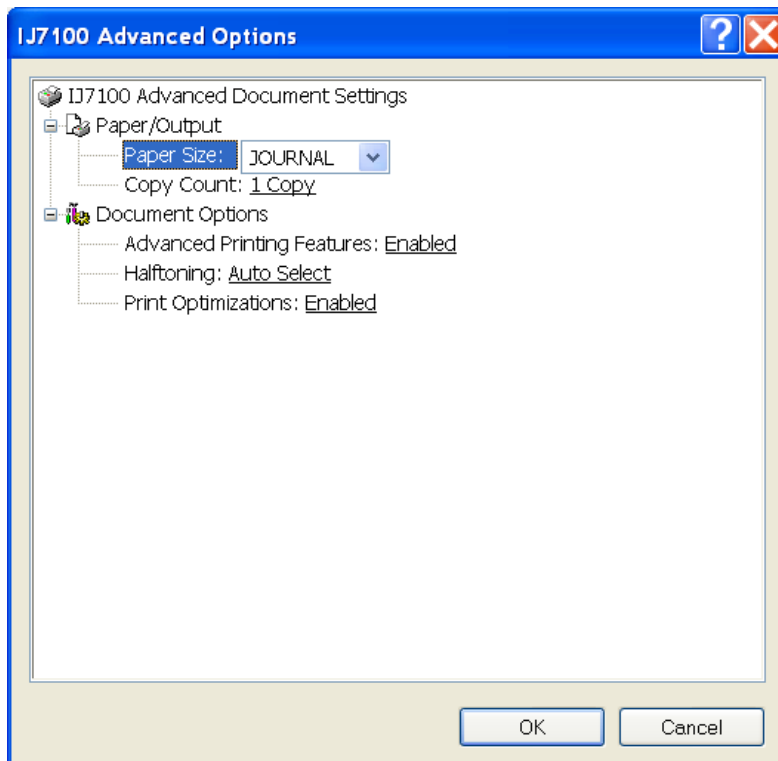 IJ7100 Advanced Options
IJ7100 Advanced Document Settings
Paper/Output
Paper Size: JOURNAL
Copy Count: 1 Copy
Document Options
Advanced Printing Features: Enabled
Halftoning: Auto Select
Print Optimizations: Enabled
OK Cancel